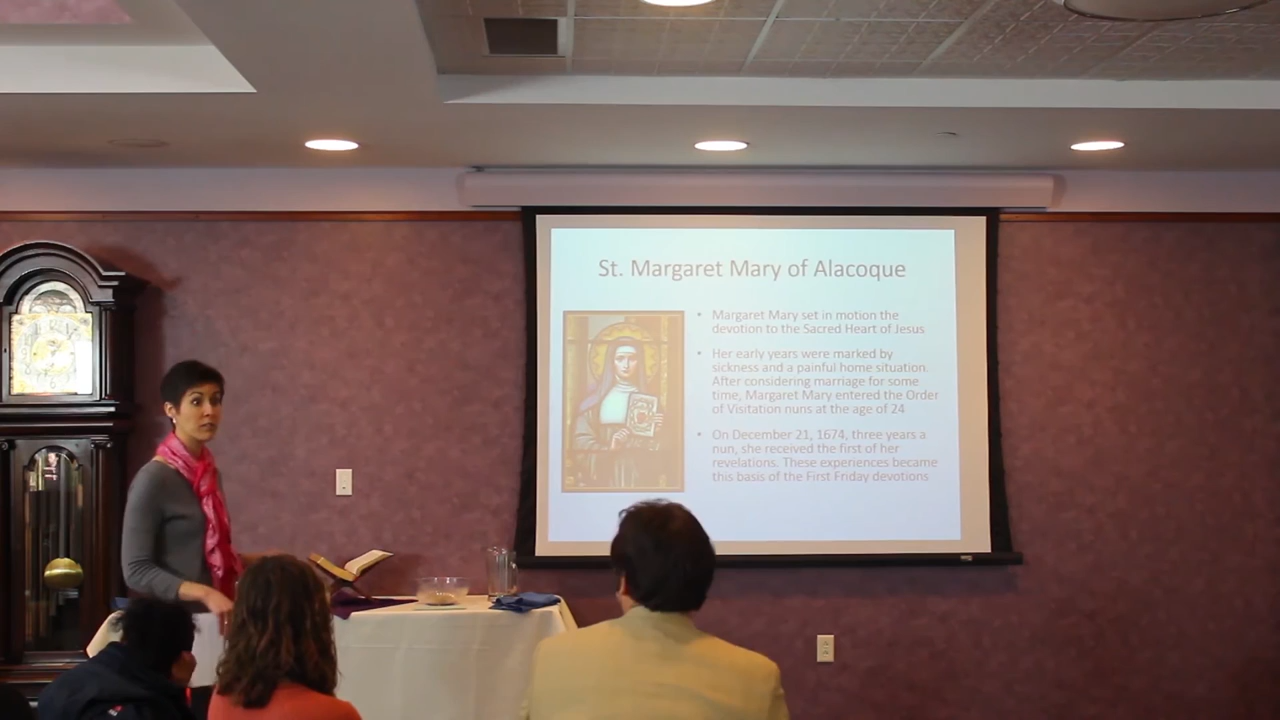 St. Margaret Mary of Alacoque
• Margaret Mary set in motion the
devotion to the Sacred Heart of Jesus
• Her early years were marked by
sickness and a painful home situation.
After considering marriage for some
time, Margaret Mary entered the Order
of Visitation nuns at the age of 24
• On December 21, 1674, three years a
nun, she received the first of her
revelations. These experiences became
this basis of the First Friday devotions